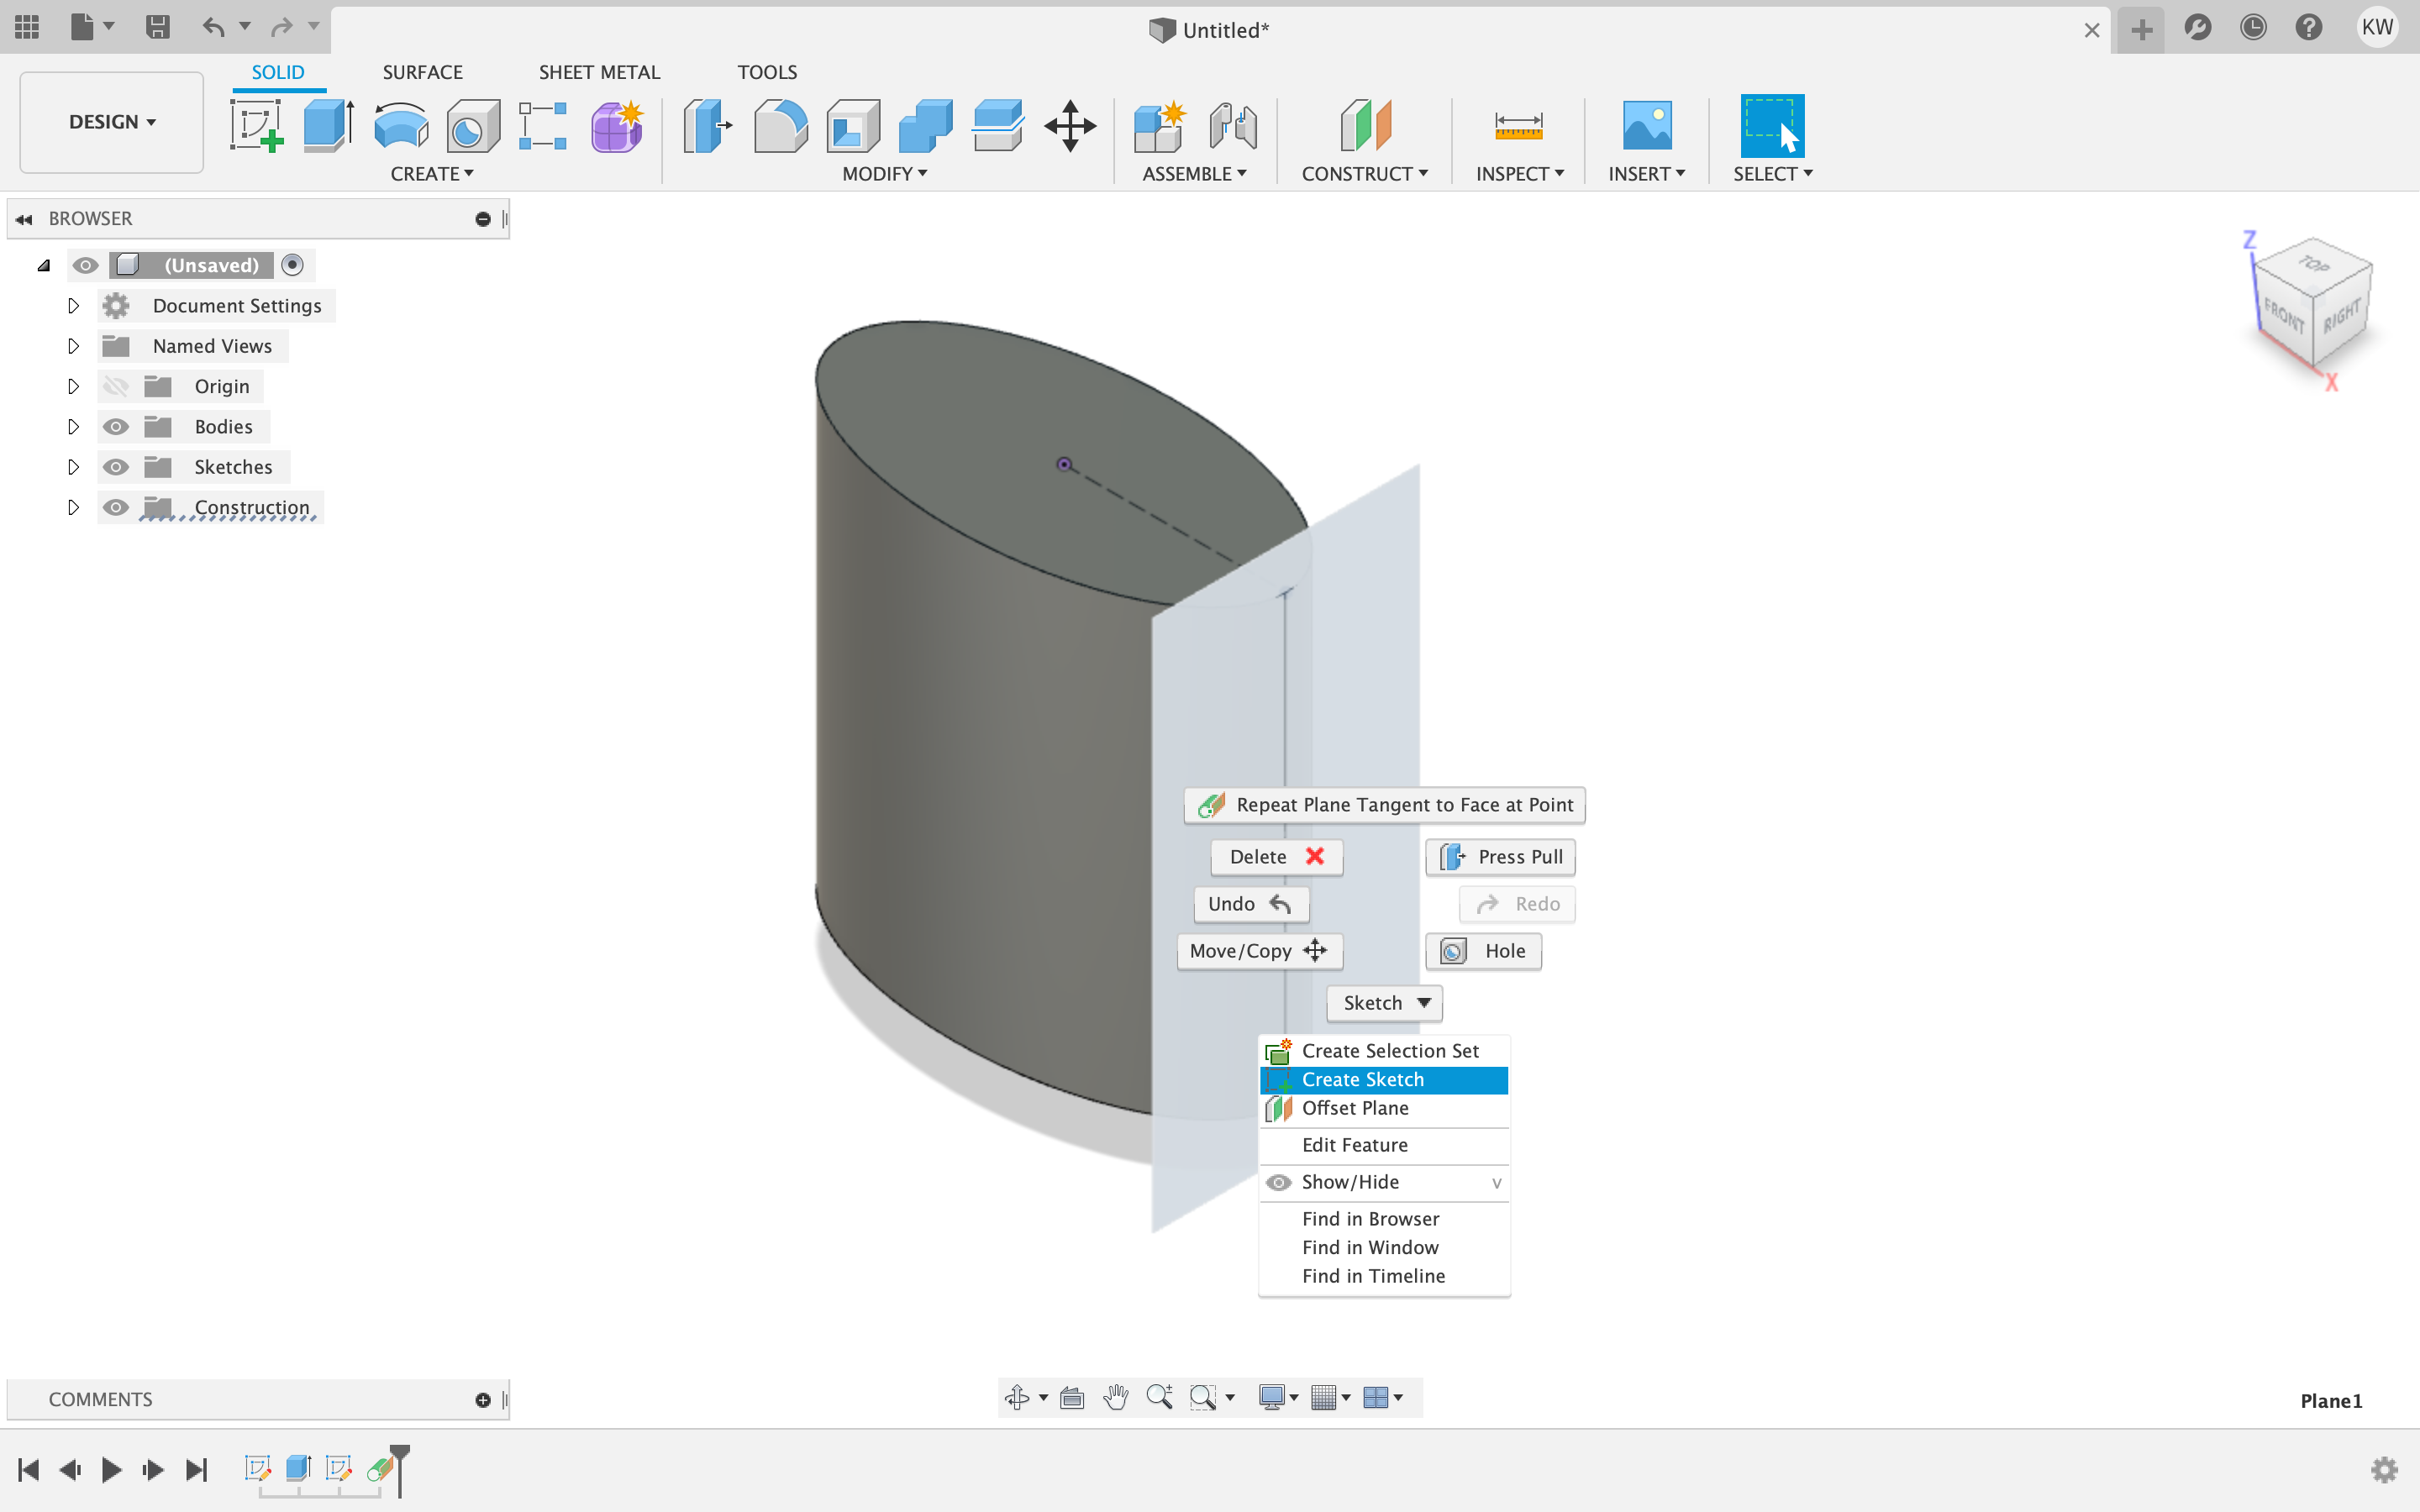 Untitled*
KW
DESIGN
SOLID
SURFACE
SHEET METAL
TOOLS
CREATE
MODIFY
ASSEMBLE
CONSTRUCT
INSPECT
INSERT
SELECT
BROWSER
(Unsaved)
Document Settings
Named Views
Origin
Bodies
Sketches
Construction
Z
TOP
FRONT
RIGHT
X
Repeat Plane Tangent to Face at Point
Delete
Press Pull
Undo
Redo
Move/Copy
Hole
Sketch
Create Selection Set
Create Sketch
Offset Plane
Edit Feature
Show/Hide V
Find in Browser
Find in Window
Find in Timeline
COMMENTS
Plane1